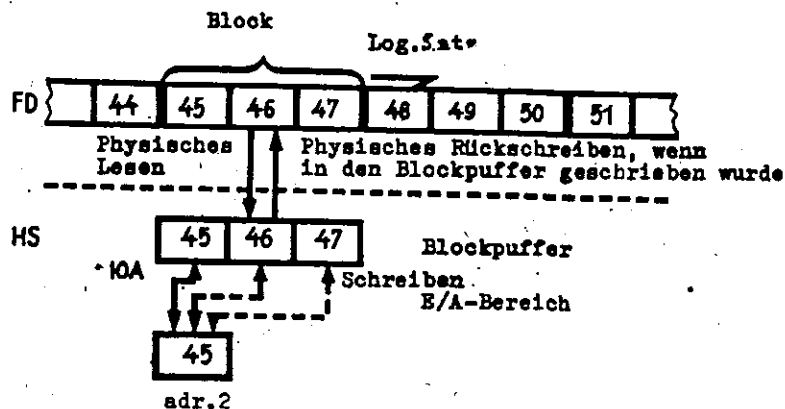 Block
Log.Satz
FD 44 45 46 47 48 49 50 51
Physisches Lesen
Physisches Rückschreiben, wenn
in den Blockpuffer geschrieben wurde
HS 45 46 47 Blockpuffer
10A
Schreiben
E/A-Bereich
45
adr.2